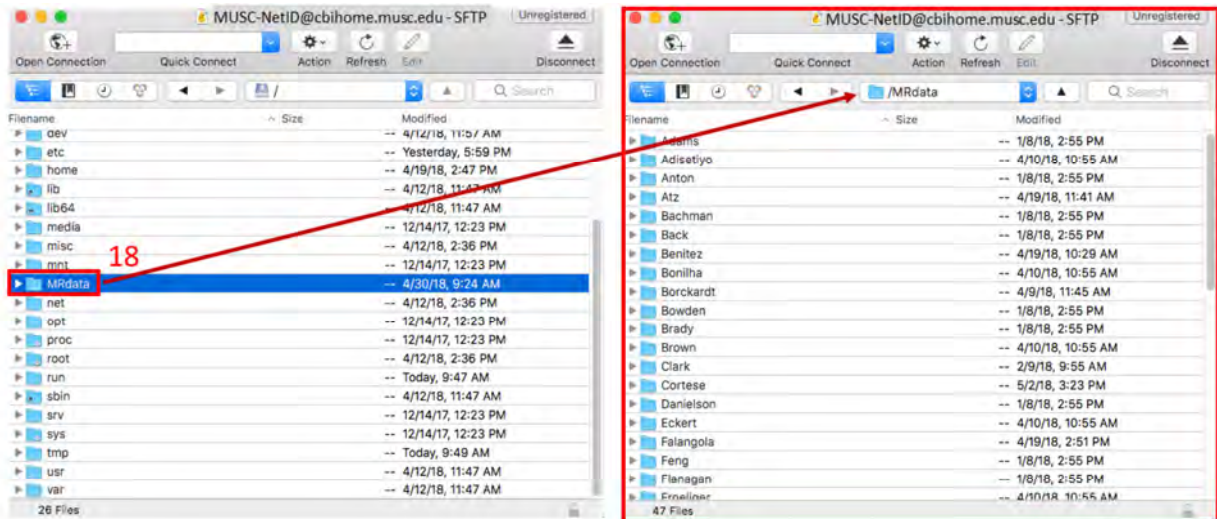 MUSC-NetID@cbihome.musc.edu - SFTP Unregistered
Open Connection Quick Connect Action Refresh Edit Disconnect
/ Search
Filename Size Modified
dev -- 4/12/18, 11:57 AM
etc -- Yesterday, 5:59 PM
home -- 4/19/18, 2:47 PM
lib -- 4/12/18, 11:47 AM
lib64 -- 4/12/18, 11:47 AM
media -- 12/14/17, 12:23 PM
misc -- 4/12/18, 2:36 PM
18
mnt -- 12/14/17, 12:23 PM
MRdata -- 4/30/18, 9:24 AM
net -- 4/12/18, 2:36 PM
opt -- 12/14/17, 12:23 PM
proc -- 12/14/17, 12:23 PM
root -- 4/12/18, 2:36 PM
run -- Today, 9:47 AM
sbin -- 4/12/18, 11:47 AM
srv -- 12/14/17, 12:23 PM
sys -- 12/14/17, 12:23 PM
tmp -- Today, 9:49 AM
usr -- 4/12/18, 11:47 AM
var -- 4/12/18, 11:47 AM
26 Files
MUSC-NetID@cbihome.musc.edu - SFTP Unregistered
Open Connection Quick Connect Action Refresh Edit Disconnect
/MRdata Search
Filename Size Modified
Adams -- 1/8/18, 2:55 PM
Adisetiyo -- 4/10/18, 10:55 AM
Anton -- 1/8/18, 2:55 PM
Atz -- 4/19/18, 11:41 AM
Bachman -- 1/8/18, 2:55 PM
Back -- 1/8/18, 2:55 PM
Benitez -- 4/19/18, 10:29 AM
Bonilha -- 4/10/18, 10:55 AM
Borckardt -- 4/9/18, 11:45 AM
Bowden -- 1/8/18, 2:55 PM
Brady -- 1/8/18, 2:55 PM
Brown -- 4/10/18, 10:55 AM
Clark -- 2/9/18, 9:55 AM
Cortese -- 5/2/18, 3:23 PM
Danielson -- 1/8/18, 2:55 PM
Eckert -- 4/10/18, 10:55 AM
Falangola -- 4/19/18, 2:51 PM
Feng -- 1/8/18, 2:55 PM
Flanagan -- 1/8/18, 2:55 PM
Froeliger -- 4/10/18, 10:55 AM
47 Files